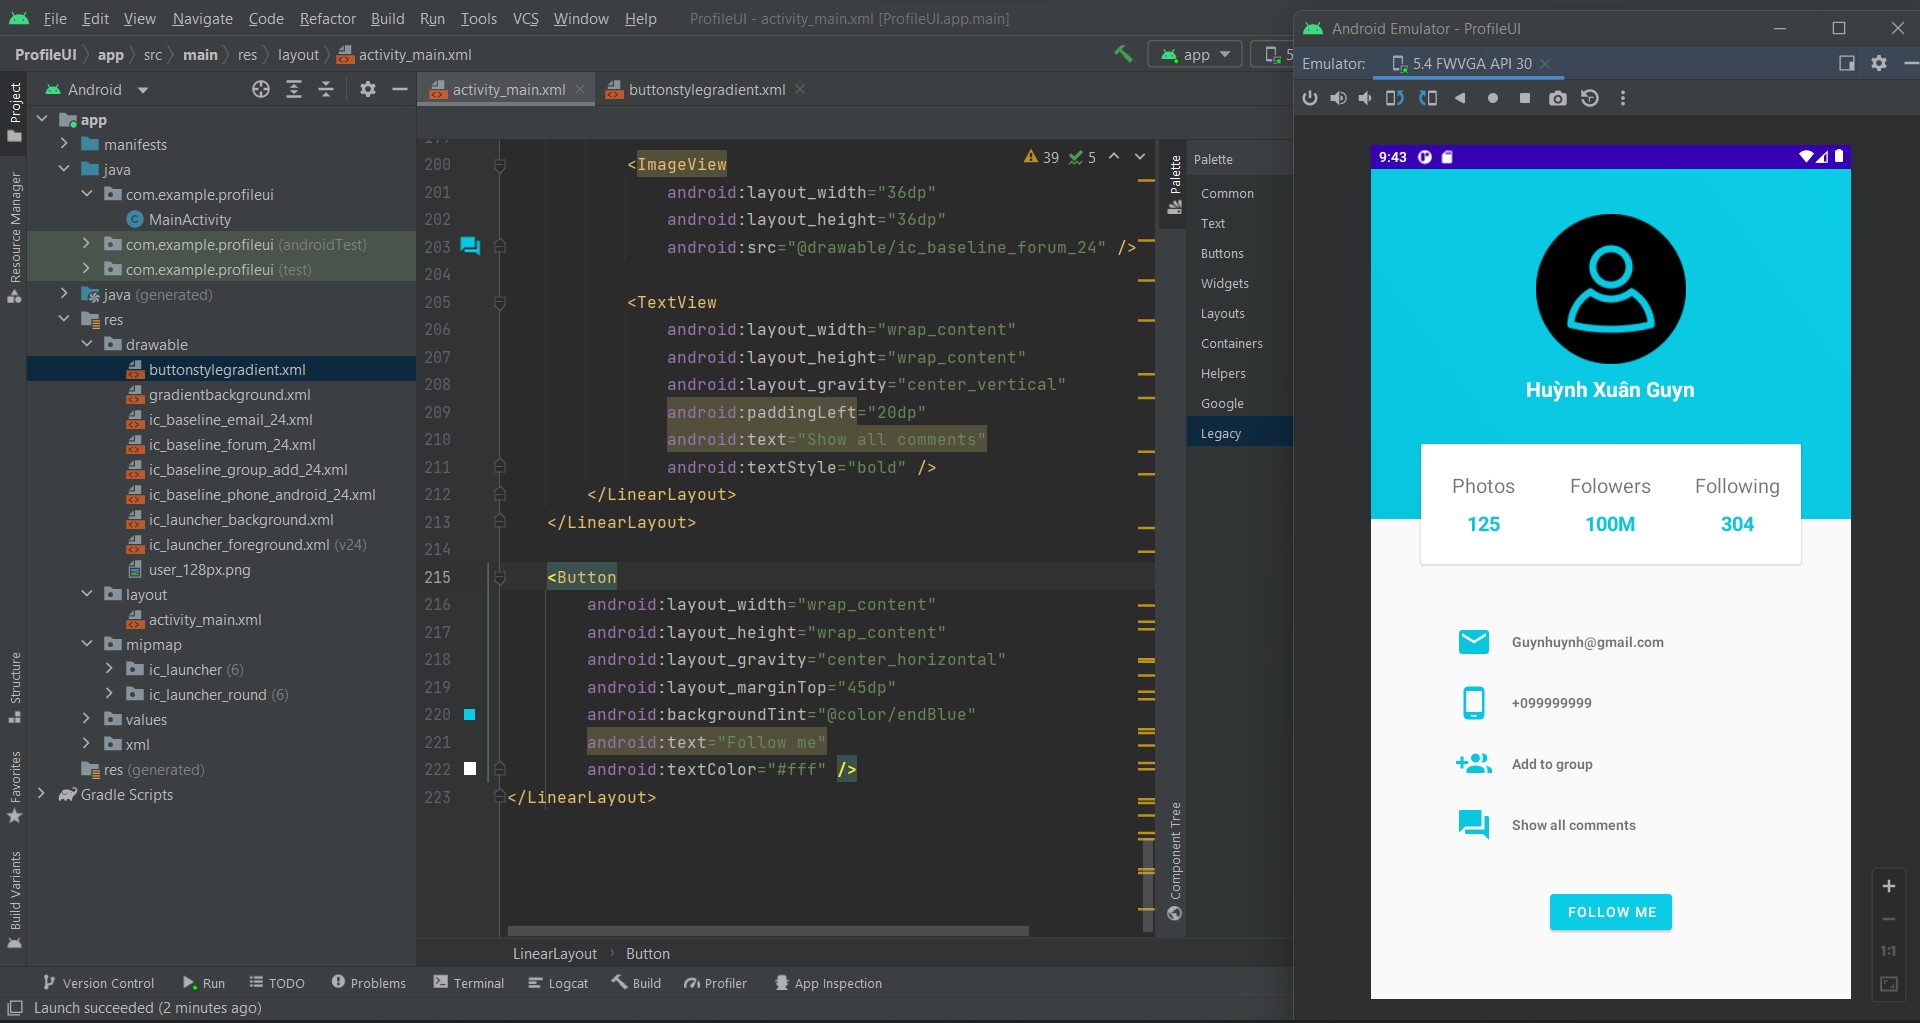 File Edit View Navigate Code Refactor Build Run Tools VCS Window Help ProfileUI - activity_main.xml [ProfileUI.app.main]
ProfileUI app src main res layout activity_main.xml
app
5
Android
activity_main.xml
buttonstylegradient.xml
Project
Resource Manager
Structure
Favorites
Build Variants
app
manifests
java
com.example.profileui
MainActivity
com.example.profileui (androidTest)
com.example.profileui (test)
java (generated)
res
drawable
buttonstylegradient.xml
gradientbackground.xml
ic_baseline_email_24.xml
ic_baseline_forum_24.xml
ic_baseline_group_add_24.xml
ic_baseline_phone_android_24.xml
ic_launcher_background.xml
ic_launcher_foreground.xml (v24)
user_128px.png
layout
activity_main.xml
mipmap
ic_launcher (6)
ic_launcher_round (6)
values
xml
res (generated)
Gradle Scripts
39 5
200 <ImageView
201 android:layout_width="36dp"
202 android:layout_height="36dp"
203 android:src="@drawable/ic_baseline_forum_24" />
204
205 <TextView
206 android:layout_width="wrap_content"
207 android:layout_height="wrap_content"
208 android:layout_gravity="center_vertical"
209 android:paddingLeft="20dp"
210 android:text="Show all comments"
211 android:textStyle="bold" />
212 </LinearLayout>
213 </LinearLayout>
214
215 <Button
216 android:layout_width="wrap_content"
217 android:layout_height="wrap_content"
218 android:layout_gravity="center_horizontal"
219 android:layout_marginTop="45dp"
220 android:backgroundTint="@color/endBlue"
221 android:text="Follow me"
222 android:textColor="#fff" />
223 </LinearLayout>
LinearLayout Button
Palette
Component Tree
Palette
Common
Text
Buttons
Widgets
Layouts
Containers
Helpers
Google
Legacy
Version Control Run TODO Problems Terminal Logcat Build Profiler App Inspection
Launch succeeded (2 minutes ago)
Android Emulator - ProfileUI
Emulator: 5.4 FWVGA API 30
9:43
Huỳnh Xuân Guyn
Photos Folowers Following
125 100M 304
Guynhuynh@gmail.com
+099999999
Add to group
Show all comments
FOLLOW ME
1:1